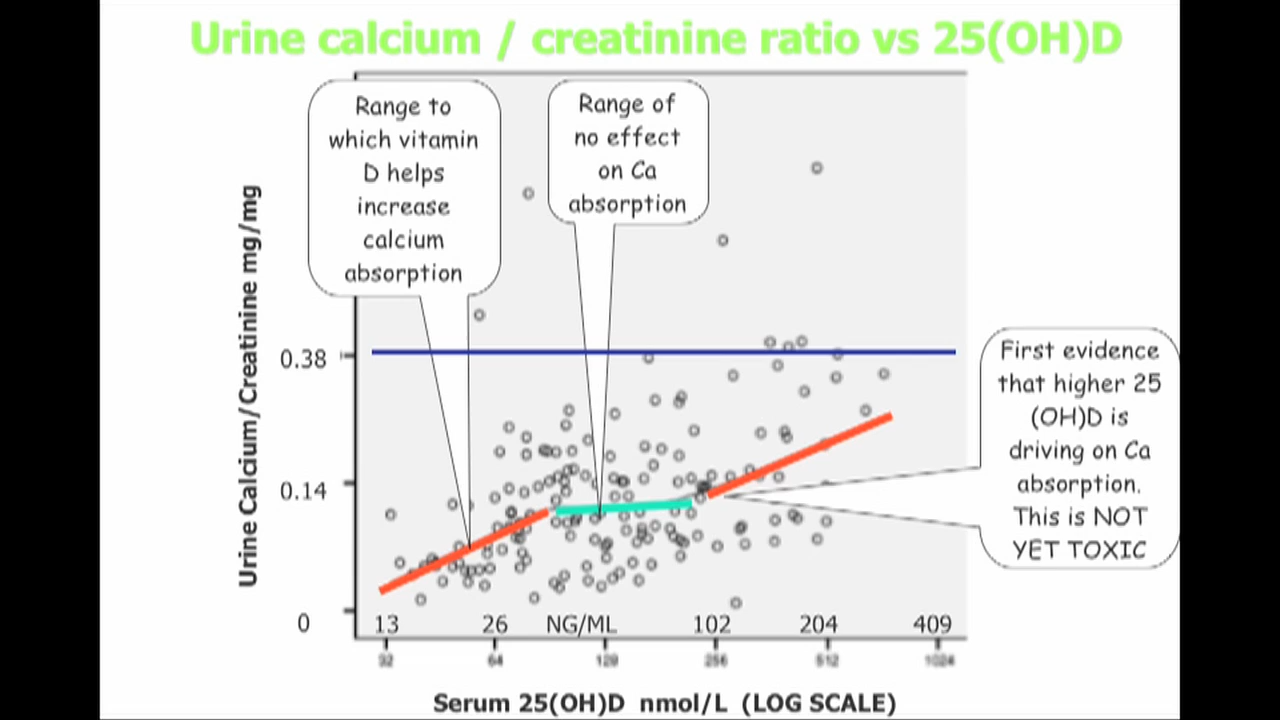 Urine calcium / creatinine ratio vs 25(OH)D
Range to
which vitamin
D helps
increase
calcium
absorption
Range of
no effect
on Ca
absorption
First evidence
that higher 25
(OH)D is
driving on Ca
absorption.
This is NOT
YET TOXIC
Urine Calcium/Creatinine mg/mg
0.38
0.14
0
13 26 NG/ML 102 204 409
32 64 128 256 512 1024
Serum 25(OH)D nmol/L (LOG SCALE)